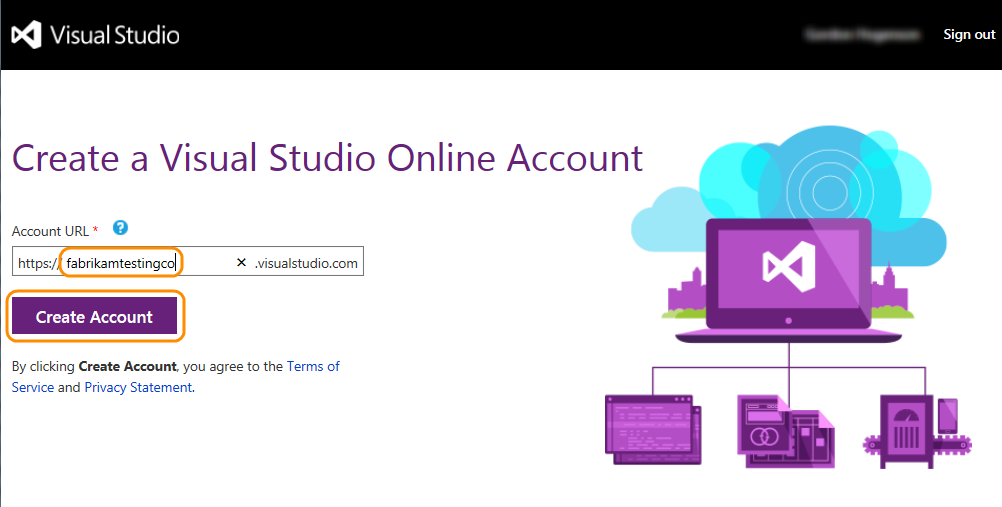 Visual Studio
Sign out
Create a Visual Studio Online Account
Account URL * ?
https:// fabrikamtestingco ✕ .visualstudio.com
Create Account
By clicking Create Account, you agree to the Terms of
Service and Privacy Statement.